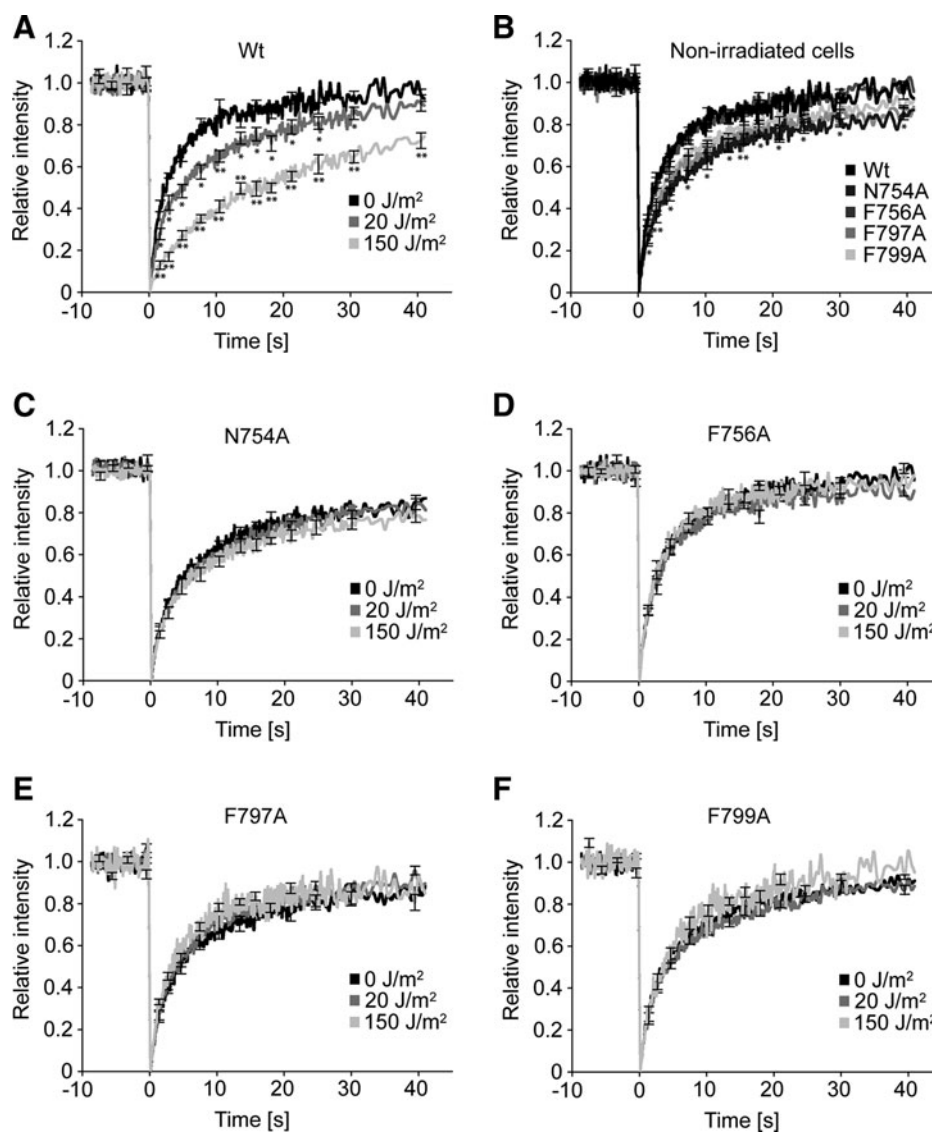 A
Wt
Relative intensity
1.2
1.0
0.8
0.6
0.4
0.2
0
-10 0 10 20 30 40
Time [s]
0 J/m²
20 J/m²
150 J/m²
** ** ** ** ** ** ** ** ** ** **
* * * * * * * * *
B
Non-irradiated cells
Relative intensity
1.2
1.0
0.8
0.6
0.4
0.2
0
-10 0 10 20 30 40
Time [s]
Wt
N754A
F756A
F797A
F799A
C
N754A
Relative intensity
1.2
1.0
0.8
0.6
0.4
0.2
0
-10 0 10 20 30 40
Time [s]
0 J/m²
20 J/m²
150 J/m²
D
F756A
Relative intensity
1.2
1.0
0.8
0.6
0.4
0.2
0
-10 0 10 20 30 40
Time [s]
0 J/m²
20 J/m²
150 J/m²
E
F797A
Relative intensity
1.2
1.0
0.8
0.6
0.4
0.2
0
-10 0 10 20 30 40
Time [s]
0 J/m²
20 J/m²
150 J/m²
F
F799A
Relative intensity
1.2
1.0
0.8
0.6
0.4
0.2
0
-10 0 10 20 30 40
Time [s]
0 J/m²
20 J/m²
150 J/m²